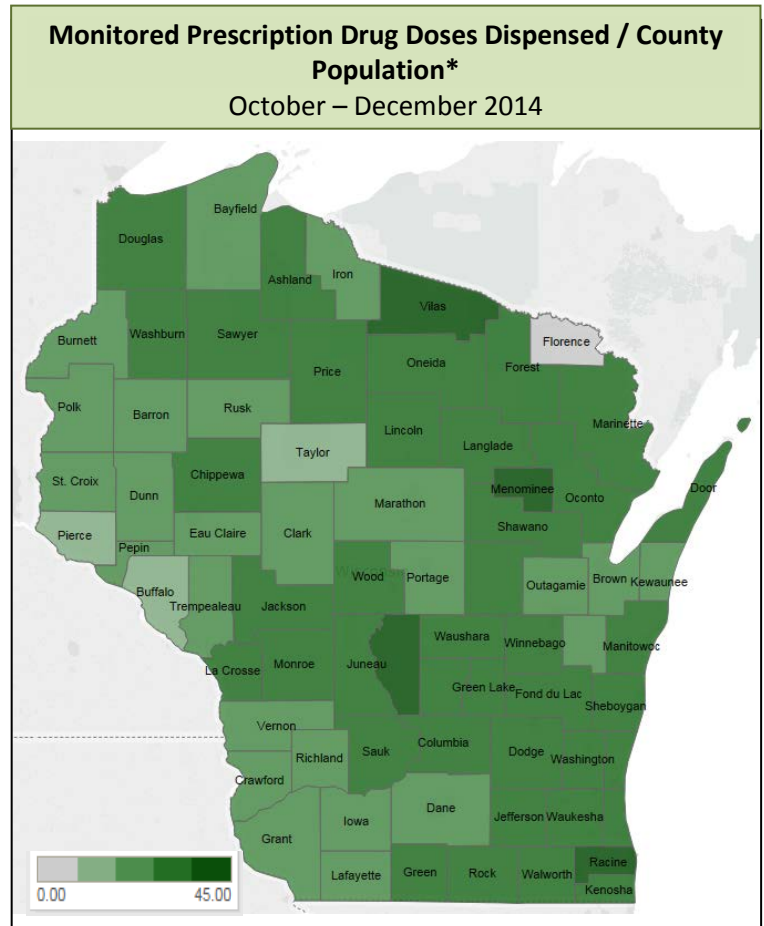 Monitored Prescription Drug Doses Dispensed / County
Population*
October – December 2014
Bayfield
Douglas
Iron
Ashland
Vilas
Florence
Burnett
Washburn
Sawyer
Oneida
Forest
Price
Polk
Barron
Rusk
Lincoln
Marinette
Langlade
Taylor
Chippewa
St. Croix
Dunn
Menominee
Door
Oconto
Marathon
Shawano
Pierce
Eau Claire
Clark
Pepin
Wood
Portage
Brown
Kewaunee
Outagamie
Buffalo
Trempealeau
Jackson
Waushara
Winnebago
Manitowoc
La Crosse
Monroe
Juneau
Green Lake
Fond du Lac
Sheboygan
Vernon
Sauk
Columbia
Dodge
Washington
Richland
Crawford
Dane
Jefferson
Waukesha
Iowa
Grant
Lafayette
Green
Rock
Walworth
Racine
Kenosha
0.00
45.00